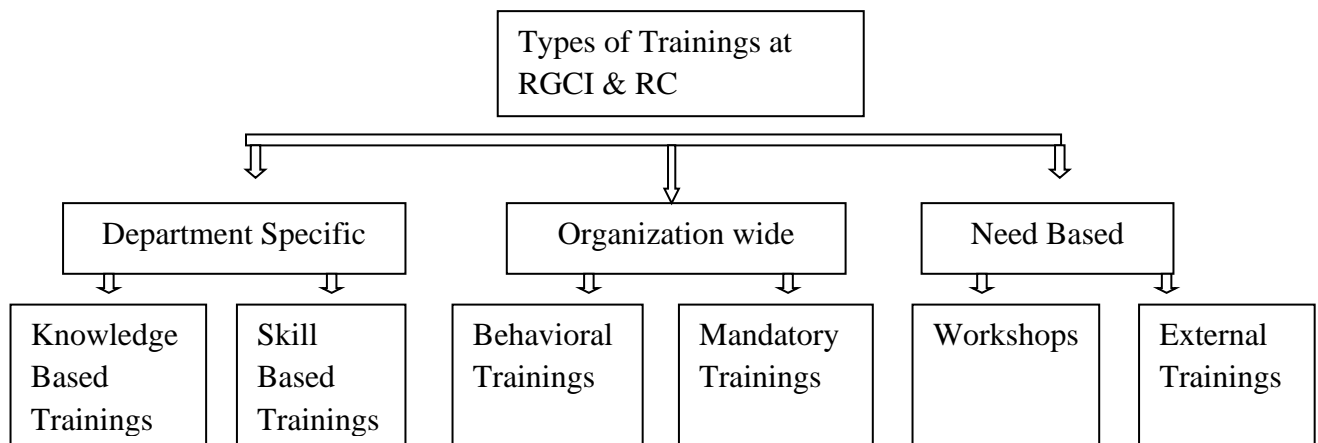 Types of Trainings at
RGCI & RC
Department Specific
Organization wide
Need Based
Knowledge
Based
Trainings
Skill
Based
Trainings
Behavioral
Trainings
Mandatory
Trainings
Workshops
External
Trainings